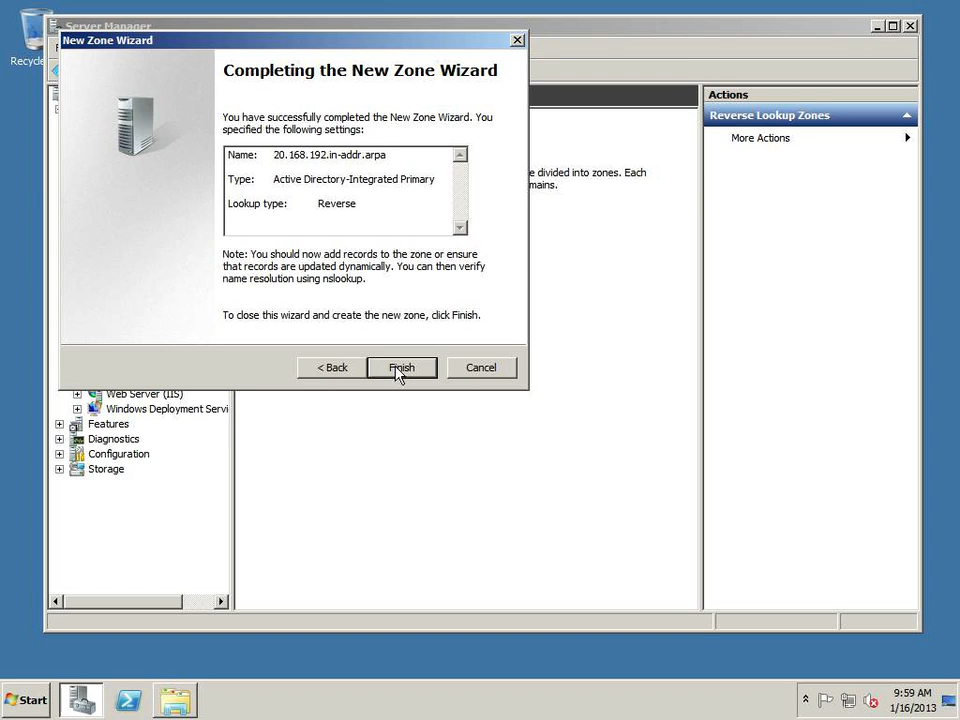 Server Manager
New Zone Wizard
Completing the New Zone Wizard
You have successfully completed the New Zone Wizard. You
specified the following settings:
Name: 20.168.192.in-addr.arpa
Type: Active Directory-Integrated Primary
Lookup type: Reverse
Note: You should now add records to the zone or ensure
that records are updated dynamically. You can then verify
name resolution using nslookup.
To close this wizard and create the new zone, click Finish.
< Back
Finish
Cancel
e divided into zones. Each
mains.
Actions
Reverse Lookup Zones
More Actions
Web Server (IIS)
Windows Deployment Servi
Features
Diagnostics
Configuration
Storage
Recycle
Start
9:59 AM
1/16/2013